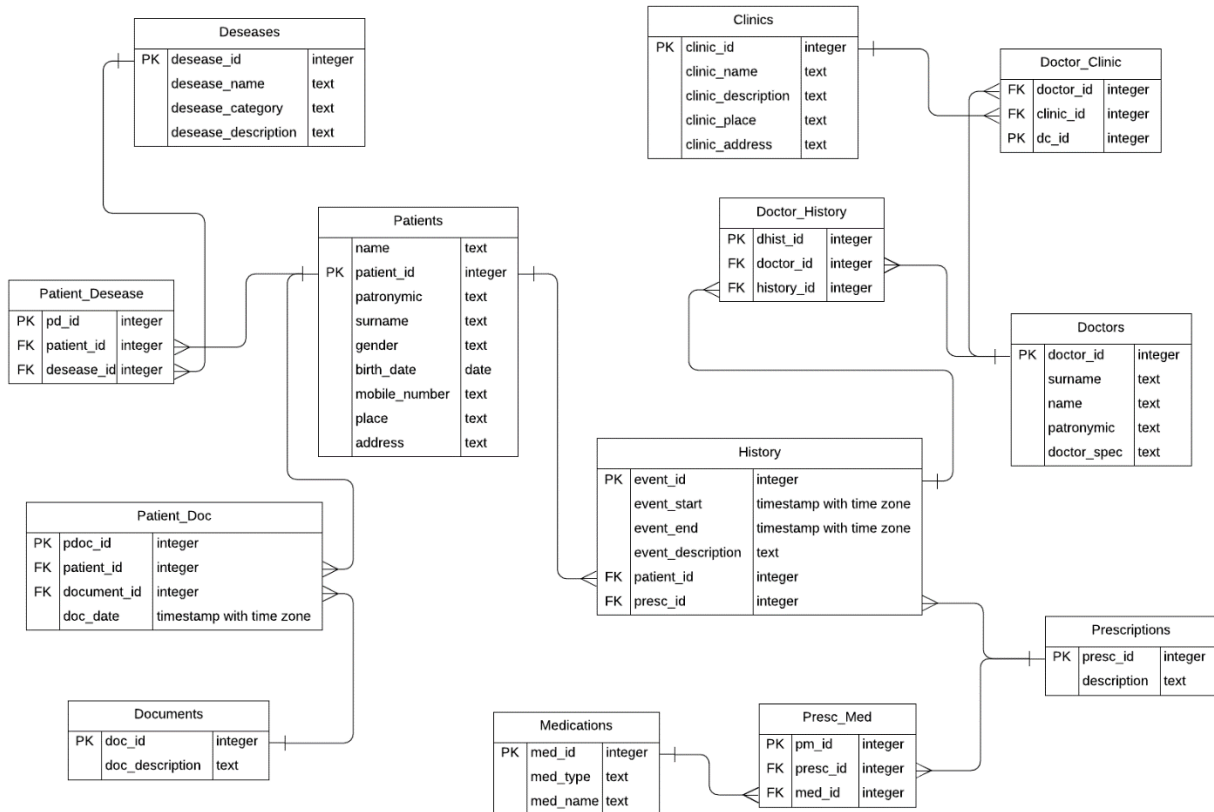 Deseases
PK desease_id integer
desease_name text
desease_category text
desease_description text
Clinics
PK clinic_id integer
clinic_name text
clinic_description text
clinic_place text
clinic_address text
Doctor_Clinic
FK doctor_id integer
FK clinic_id integer
PK dc_id integer
Patients
name text
PK patient_id integer
patronymic text
surname text
gender text
birth_date date
mobile_number text
place text
address text
Doctor_History
PK dhist_id integer
FK doctor_id integer
FK history_id integer
Patient_Desease
PK pd_id integer
FK patient_id integer
FK desease_id integer
Doctors
PK doctor_id integer
surname text
name text
patronymic text
doctor_spec text
History
PK event_id integer
event_start timestamp with time zone
event_end timestamp with time zone
event_description text
FK patient_id integer
FK presc_id integer
Patient_Doc
PK pdoc_id integer
FK patient_id integer
FK document_id integer
doc_date timestamp with time zone
Prescriptions
PK presc_id integer
description text
Documents
PK doc_id integer
doc_description text
Medications
PK med_id integer
med_type text
med_name text
Presc_Med
PK pm_id integer
FK presc_id integer
FK med_id integer